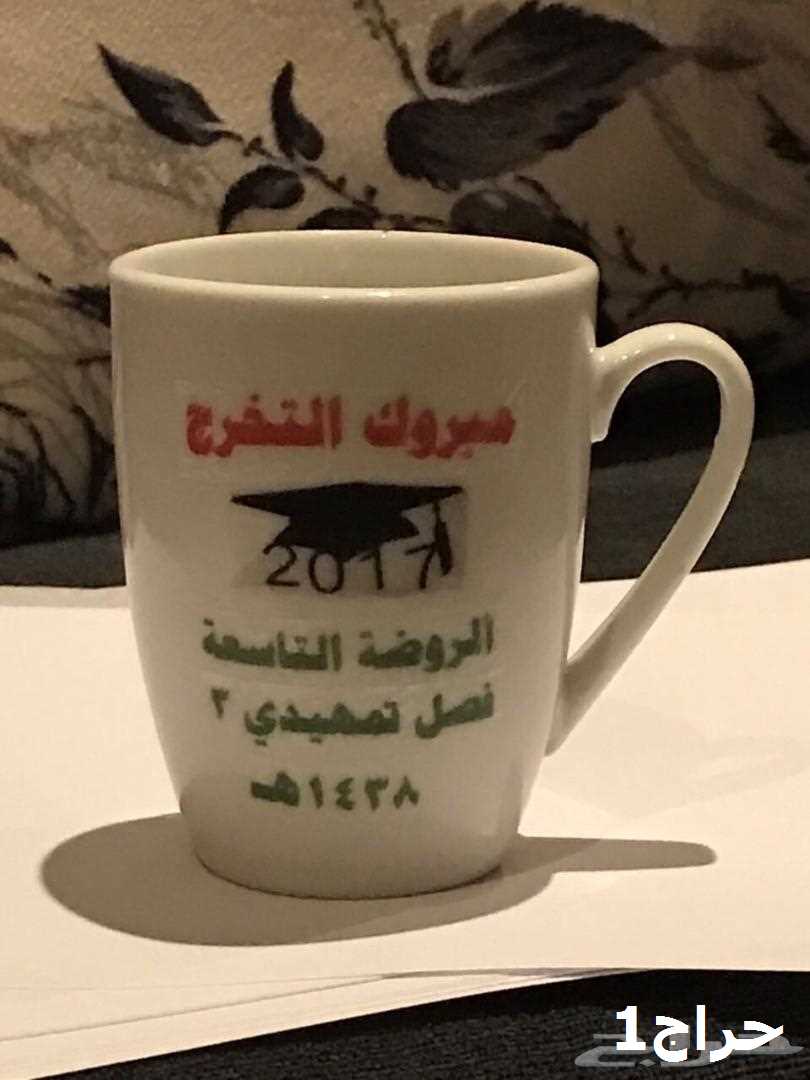 مبروك التخرج
2017
الروضة التاسعة
فصل تمهيدي ٣
١٤٣٨هـ
حراج1